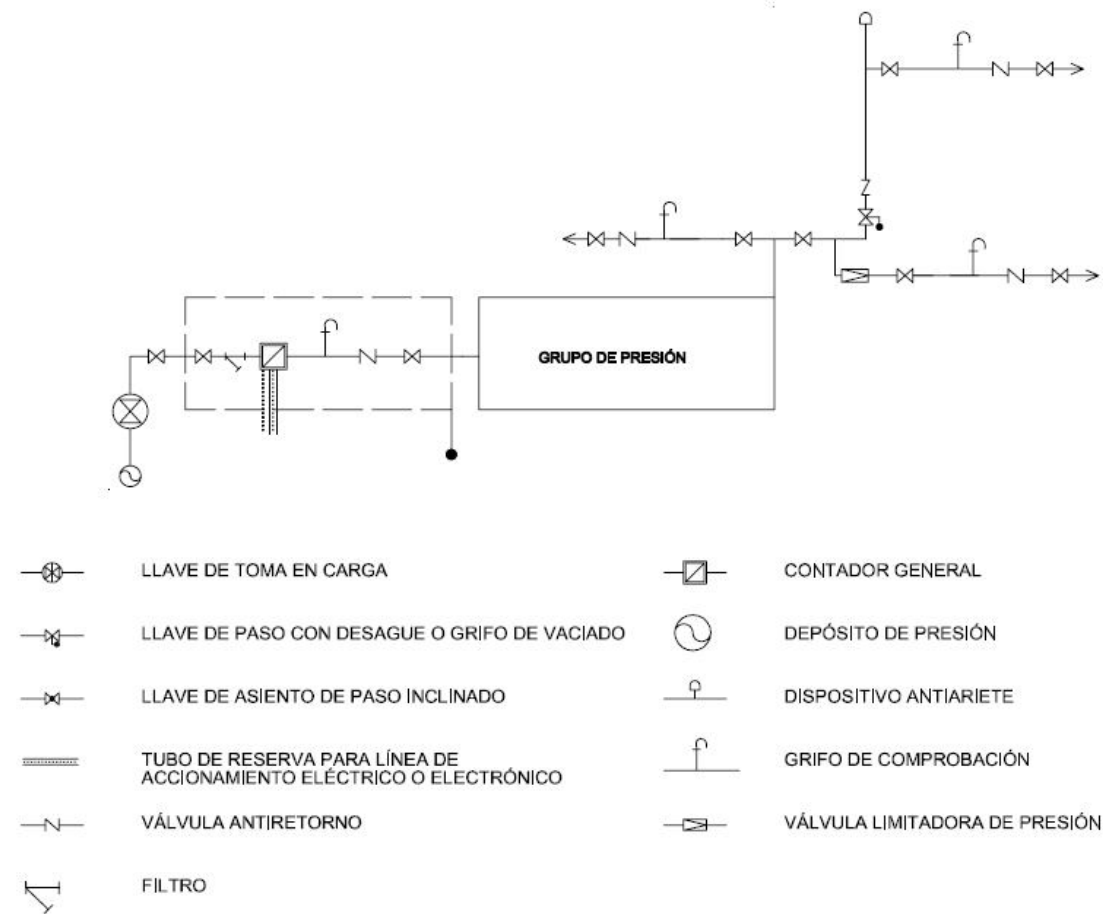 GRUPO DE PRESIÓN
LLAVE DE TOMA EN CARGA
LLAVE DE PASO CON DESAGUE O GRIFO DE VACIADO
LLAVE DE ASIENTO DE PASO INCLINADO
TUBO DE RESERVA PARA LÍNEA DE
ACCIONAMIENTO ELÉCTRICO O ELECTRÓNICO
VÁLVULA ANTIRETORNO
FILTRO
CONTADOR GENERAL
DEPÓSITO DE PRESIÓN
DISPOSITIVO ANTIARIETE
GRIFO DE COMPROBACIÓN
VÁLVULA LIMITADORA DE PRESIÓN